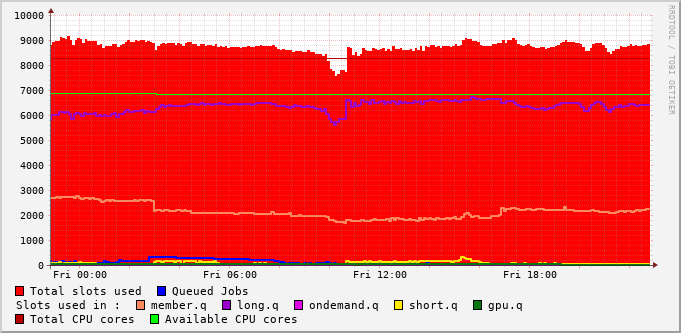 10000
9000
8000
7000
6000
5000
4000
3000
2000
1000
0
Fri 00:00 Fri 06:00 Fri 12:00 Fri 18:00
RRDTOOL / TOBI OETIKER
Total slots used Queued Jobs
Slots used in : member.q long.q ondemand.q short.q gpu.q
Total CPU cores Available CPU cores